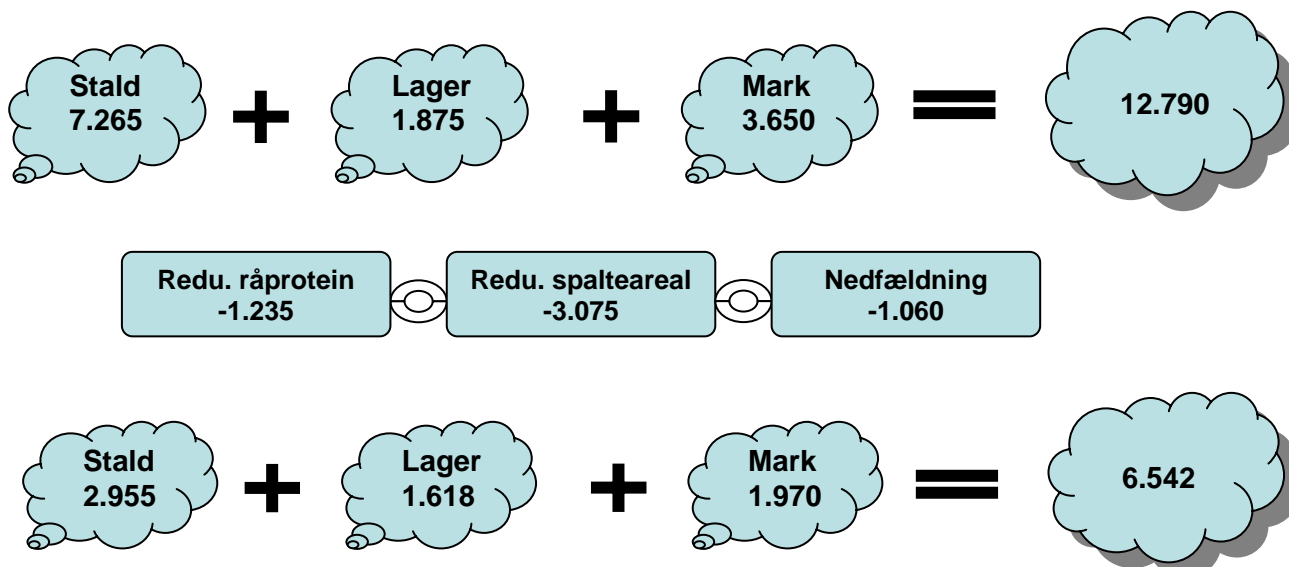 Stald
7.265
+
Lager
1.875
+
Mark
3.650
=
12.790
Redu. råprotein
-1.235
Redu. spalteareal
-3.075
Nedfældning
-1.060
Stald
2.955
+
Lager
1.618
+
Mark
1.970
=
6.542